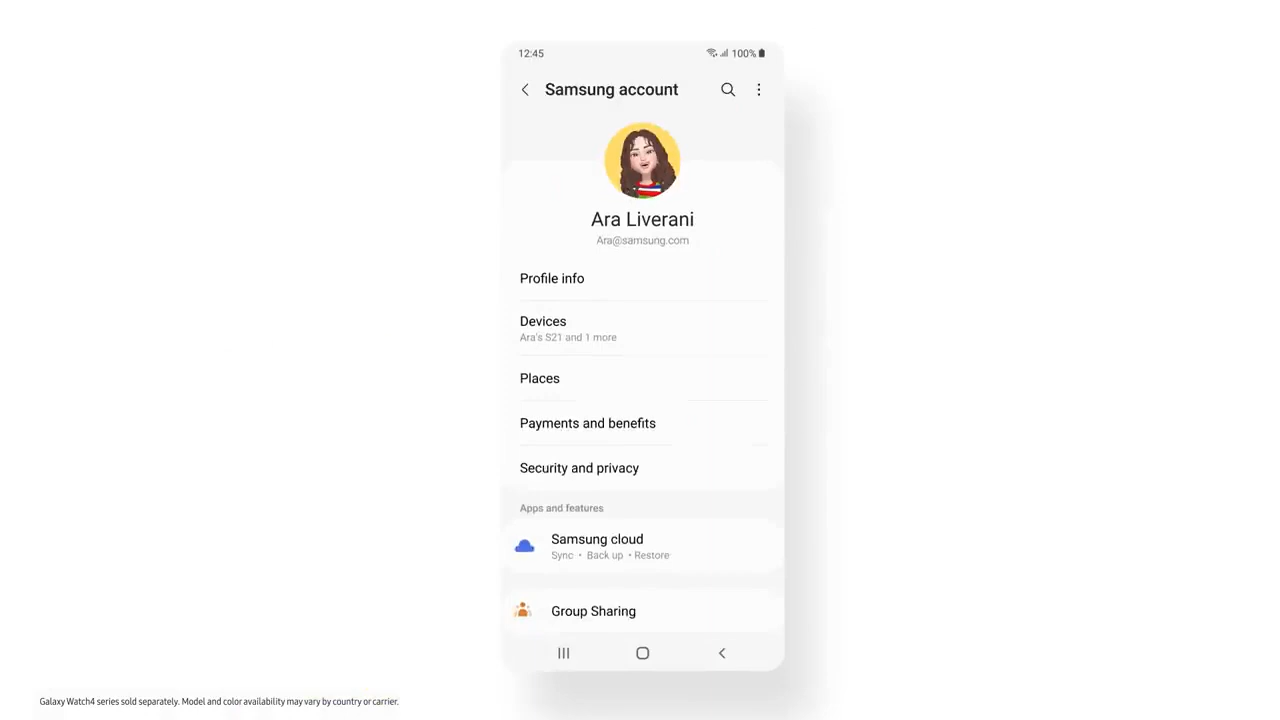 12:45
100%
Samsung account
Ara Liverani
Ara@samsung.com
Profile info
Devices
Ara's S21 and 1 more
Places
Payments and benefits
Security and privacy
Apps and features
Samsung cloud
Sync • Back up • Restore
Group Sharing
Galaxy Watch4 series sold separately. Model and color availability may vary by country or carrier.